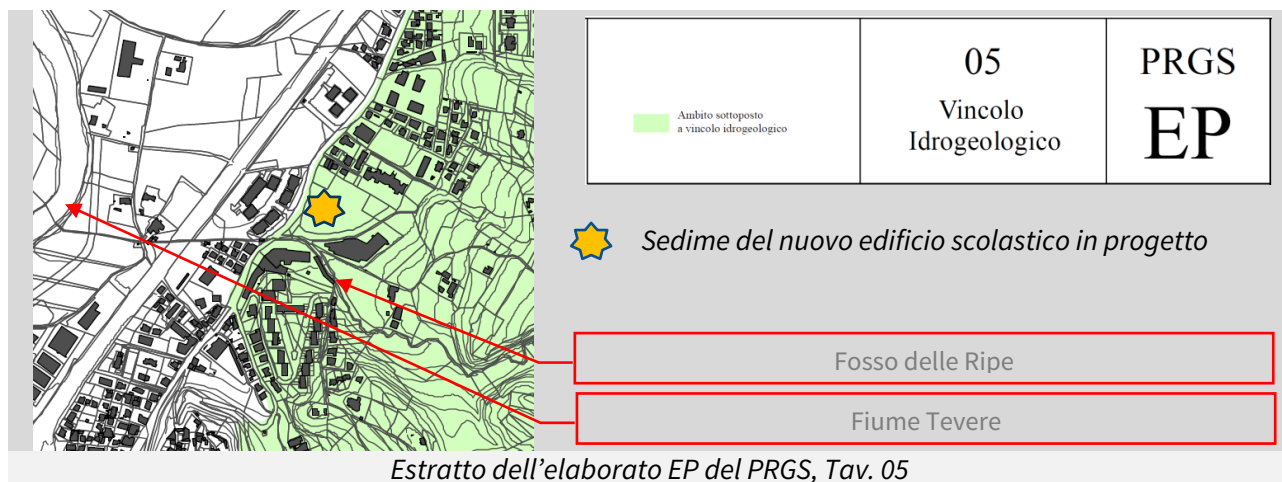 Ambito sottoposto
a vincolo idrogeologico
05
Vincolo
Idrogeologico
PRGS
EP
Sedime del nuovo edificio scolastico in progetto
Fosso delle Ripe
Fiume Tevere
Estratto dell'elaborato EP del PRGS, Tav. 05